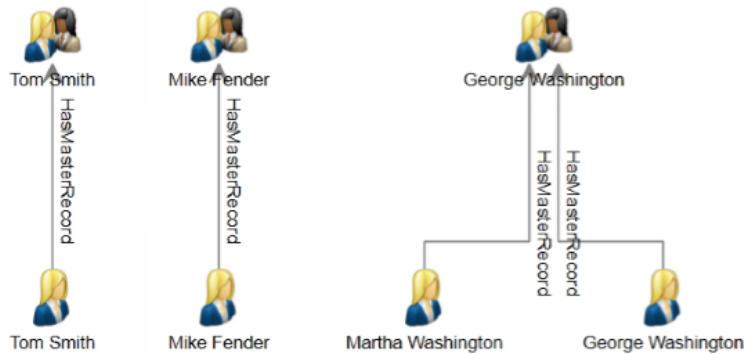 Tom Smith
Mike Fender
George Washington
HasMasterRecord
HasMasterRecord
HasMasterRecord
HasMasterRecord
Tom Smith
Mike Fender
Martha Washington
George Washington